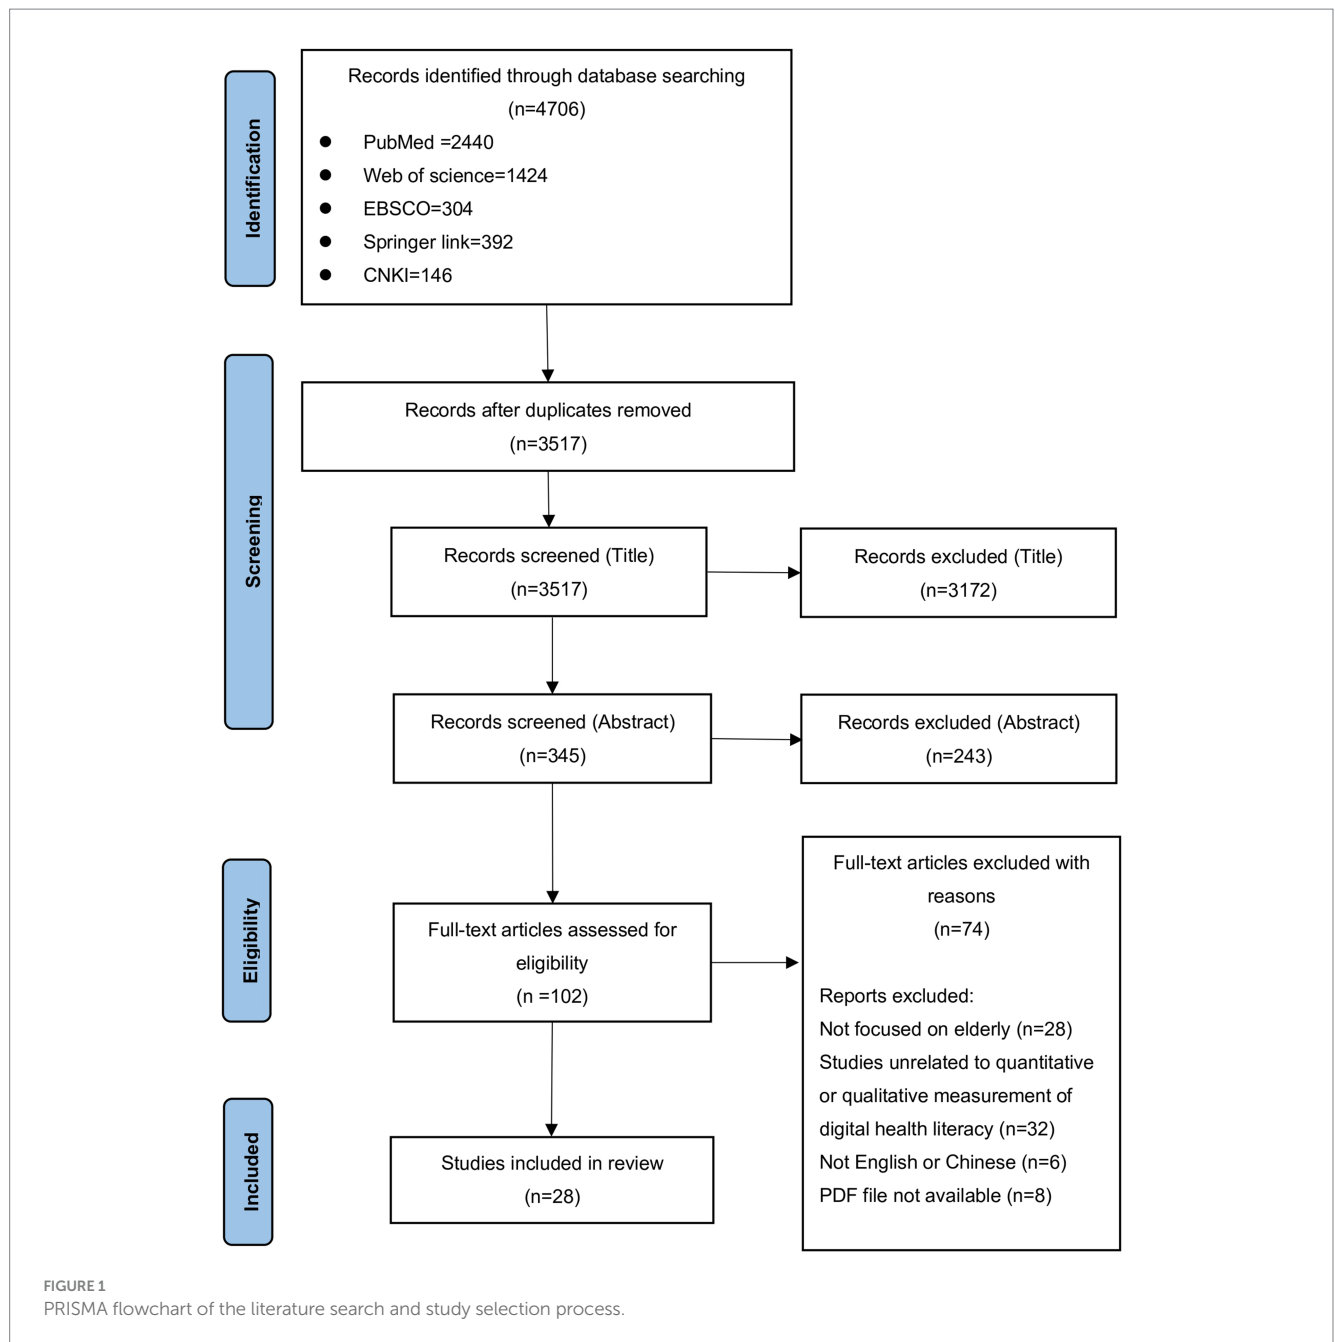 Identification
Records identified through database searching
(n=4706)
● PubMed =2440
● Web of science=1424
● EBSCO=304
● Springer link=392
● CNKI=146
Screening
Records after duplicates removed
(n=3517)
Records screened (Title)
(n=3517)
Records excluded (Title)
(n=3172)
Records screened (Abstract)
(n=345)
Records excluded (Abstract)
(n=243)
Eligibility
Full-text articles assessed for
eligibility
(n =102)
Full-text articles excluded with
reasons
(n=74)
Reports excluded:
Not focused on elderly (n=28)
Studies unrelated to quantitative
or qualitative measurement of
digital health literacy (n=32)
Not English or Chinese (n=6)
PDF file not available (n=8)
Included
Studies included in review
(n=28)
FIGURE 1
PRISMA flowchart of the literature search and study selection process.